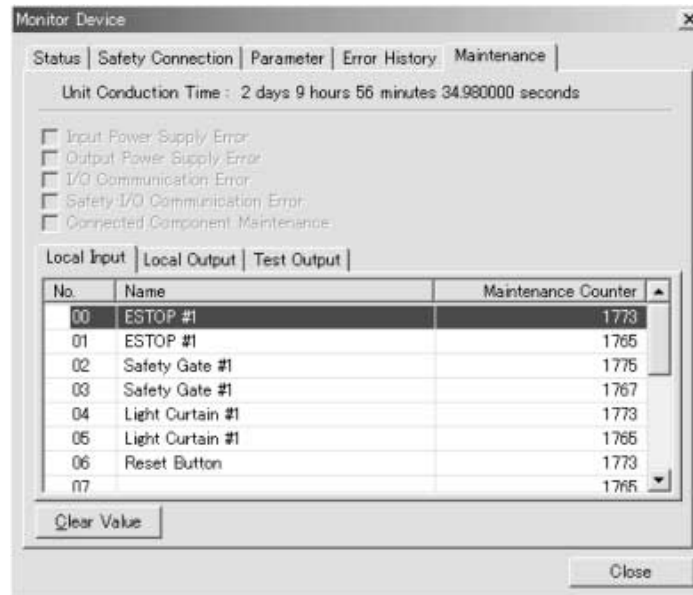 Monitor Device
Status Safety Connection Parameter Error History Maintenance
Unit Conduction Time : 2 days 9 hours 56 minutes 34.980000 seconds
Input Power Supply Error
Output Power Supply Error
I/O Communication Error
Safety I/O Communication Error
Connected Component Maintenance
Local Input Local Output Test Output
No. Name Maintenance Counter
00 ESTOP #1 1773
01 ESTOP #1 1765
02 Safety Gate #1 1775
03 Safety Gate #1 1767
04 Light Curtain #1 1773
05 Light Curtain #1 1765
06 Reset Button 1773
07 1765
Clear Value
Close